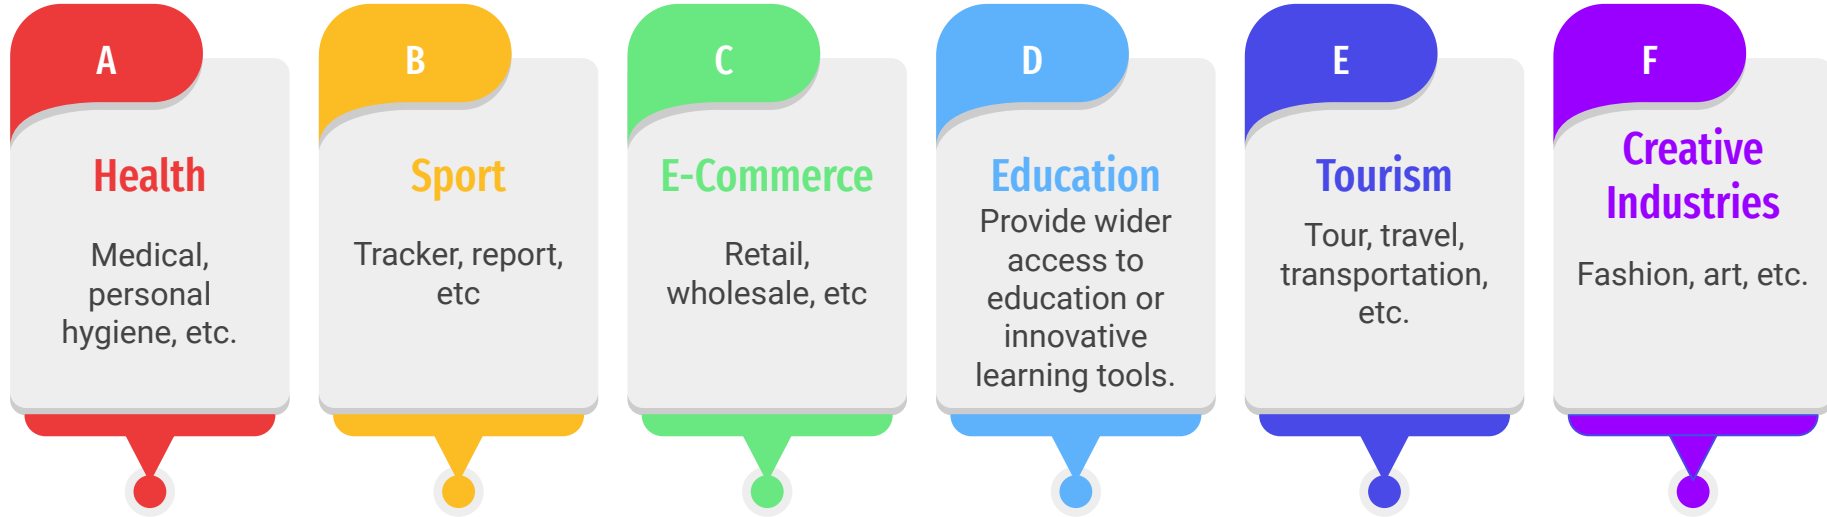 A
Health
Medical,
personal
hygiene, etc.
B
Sport
Tracker, report,
etc
C
E-Commerce
Retail,
wholesale, etc
D
Education
Provide wider
access to
education or
innovative
learning tools.
E
Tourism
Tour, travel,
transportation,
etc.
F
Creative
Industries
Fashion, art, etc.